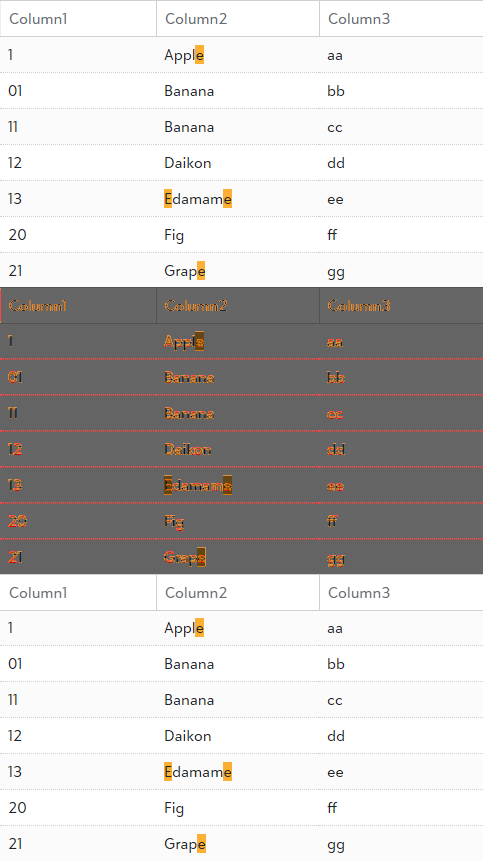 Column1 Column2 Column3
1 Apple aa
01 Banana bb
11 Banana cc
12 Daikon dd
13 Edamame ee
20 Fig ff
21 Grape gg
Column1 Column2 Column3
1 Apple aa
01 Banana bb
11 Banana cc
12 Daikon dd
13 Edamame ee
20 Fig ff
21 Grape gg
Column1 Column2 Column3
1 Apple aa
01 Banana bb
11 Banana cc
12 Daikon dd
13 Edamame ee
20 Fig ff
21 Grape gg